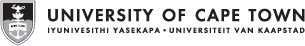 UNIVERSITY OF CAPE TOWN
IYUNIVESITHI YASEKAPA • UNIVERSITEIT VAN KAAPSTAD